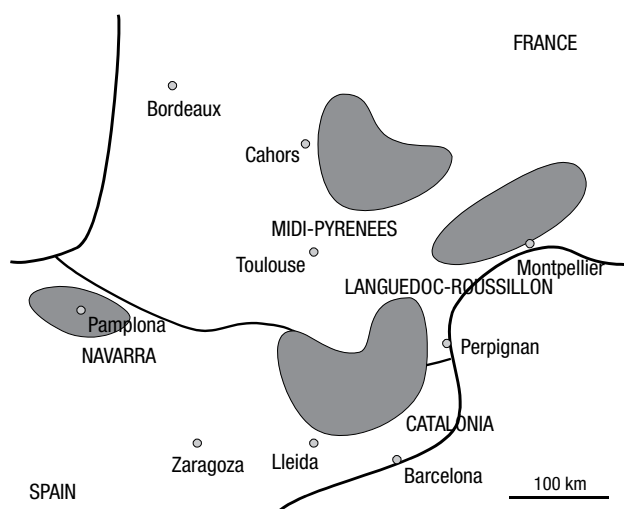 FRANCE
Bordeaux
Cahors
MIDI-PYRENEES
Toulouse
Montpellier
LANGUEDOC-ROUSSILLON
Pamplona
NAVARRA
Perpignan
CATALONIA
Zaragoza
Lleida
Barcelona
SPAIN
100 km